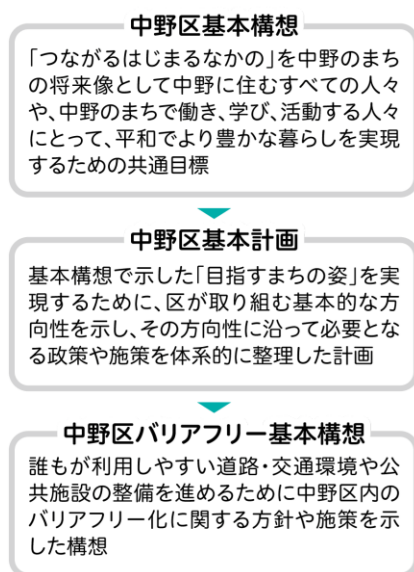 中野区基本構想
「つながるはじまるなかの」を中野のまち
の将来像として中野に住むすべての人々
や、中野のまちで働き、学び、活動する人々
にとって、平和でより豊かな暮らしを実現
するための共通目標
中野区基本計画
基本構想で示した「目指すまちの姿」を実
現するために、区が取り組む基本的な方
向性を示し、その方向性に沿って必要とな
る政策や施策を体系的に整理した計画
中野区バリアフリー基本構想
誰もが利用しやすい道路・交通環境や公
共施設の整備を進めるために中野区内の
バリアフリー化に関する方針や施策を示
した構想